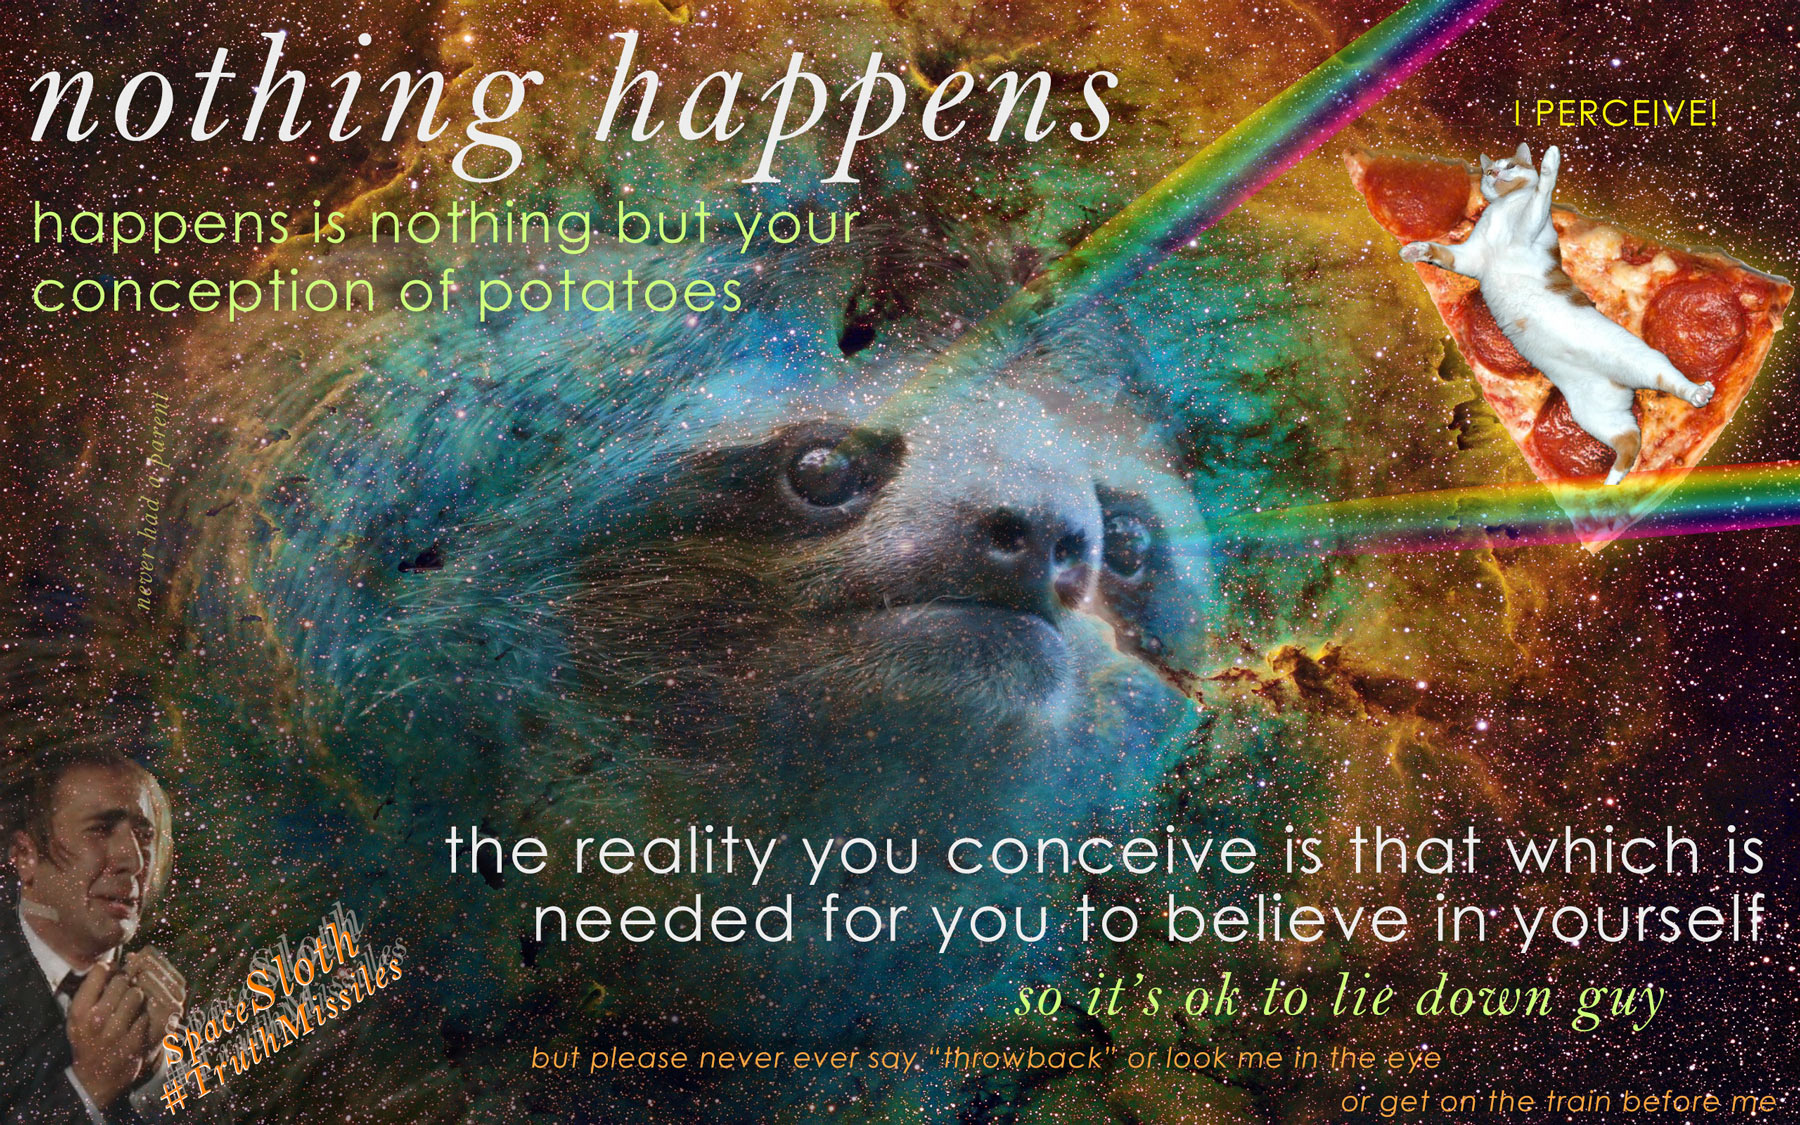 nothing happens
I PERCEIVE!
happens is nothing but your
conception of potatoes
never had a parent
the reality you conceive is that which is
needed for you to believe in yourself
so it's ok to lie down guy
SpaceSloth
#TruthMissiles
but please never ever say “throwback” or look me in the eye
or get on the train before me